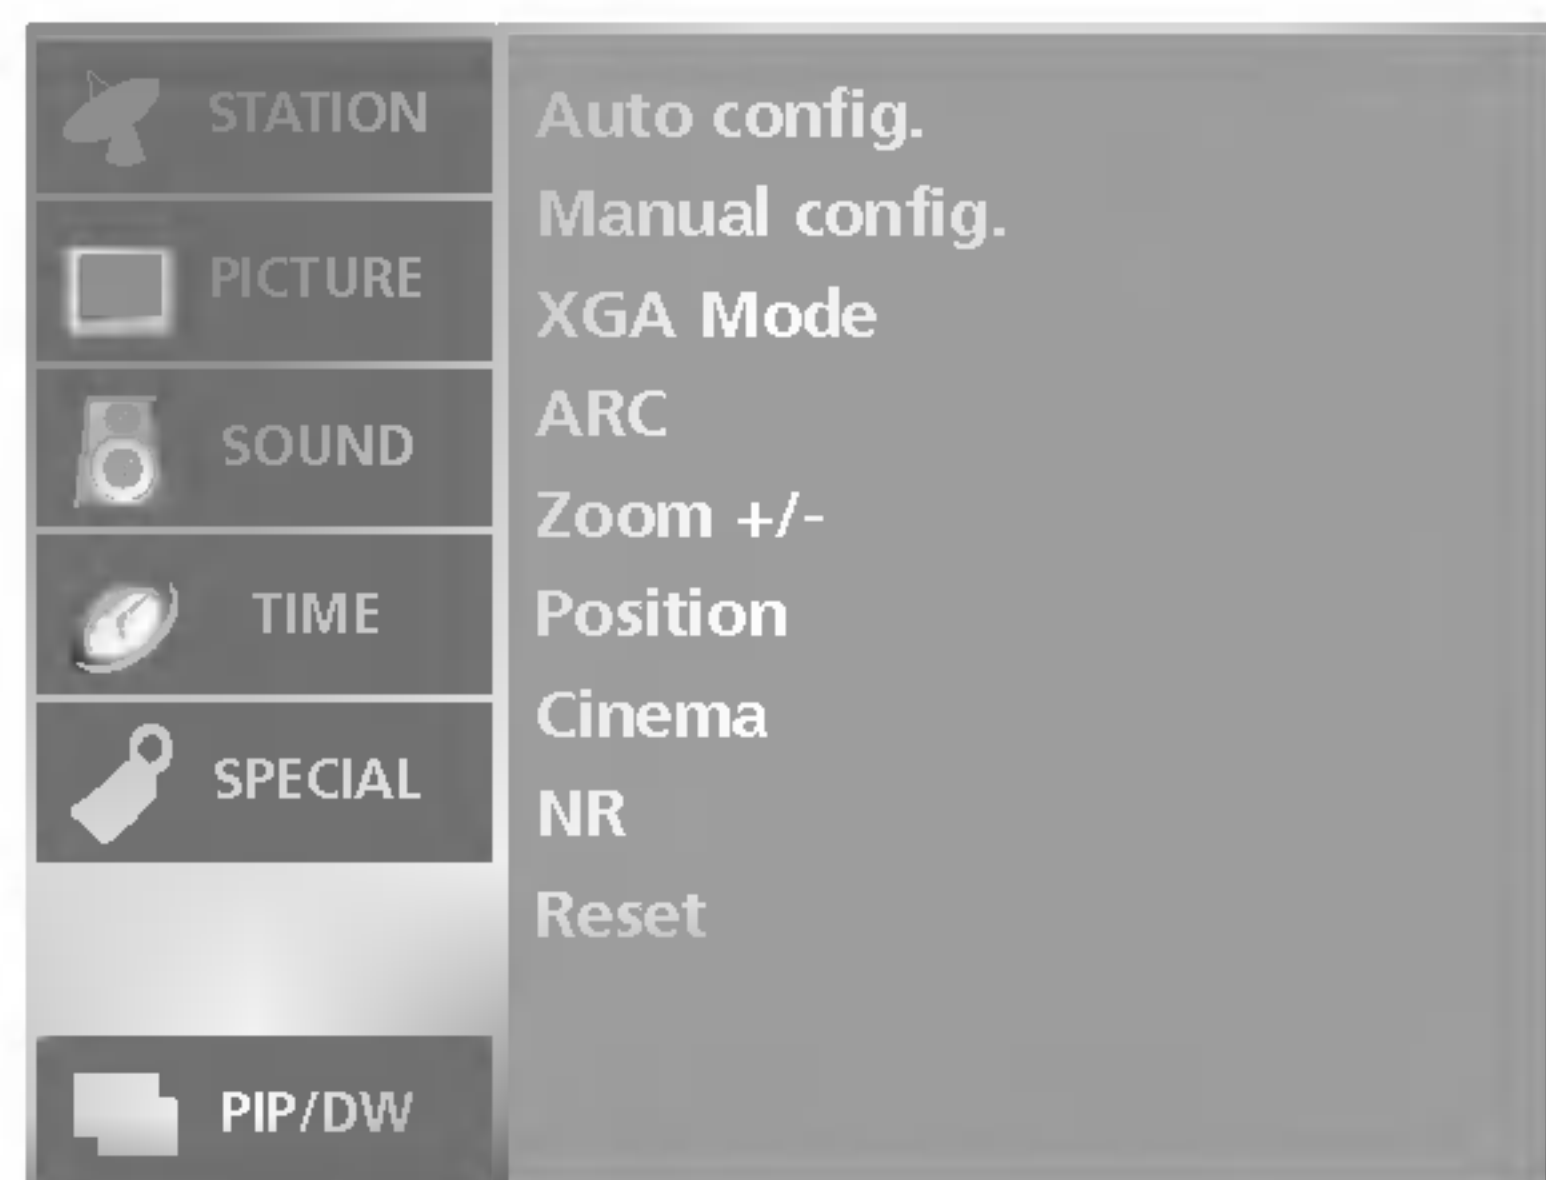 STATION
PICTURE
SOUND
TIME
SPECIAL
PIP/DW
Auto config.
Manual config.
XGA Mode
ARC
Zoom +/-
Position
Cinema
NR
Reset